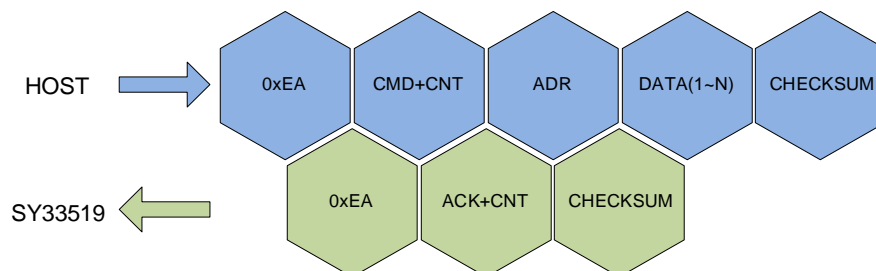 HOST
0xEA
CMD+CNT
ADR
DATA(1~N)
CHECKSUM
SY33519
0xEA
ACK+CNT
CHECKSUM